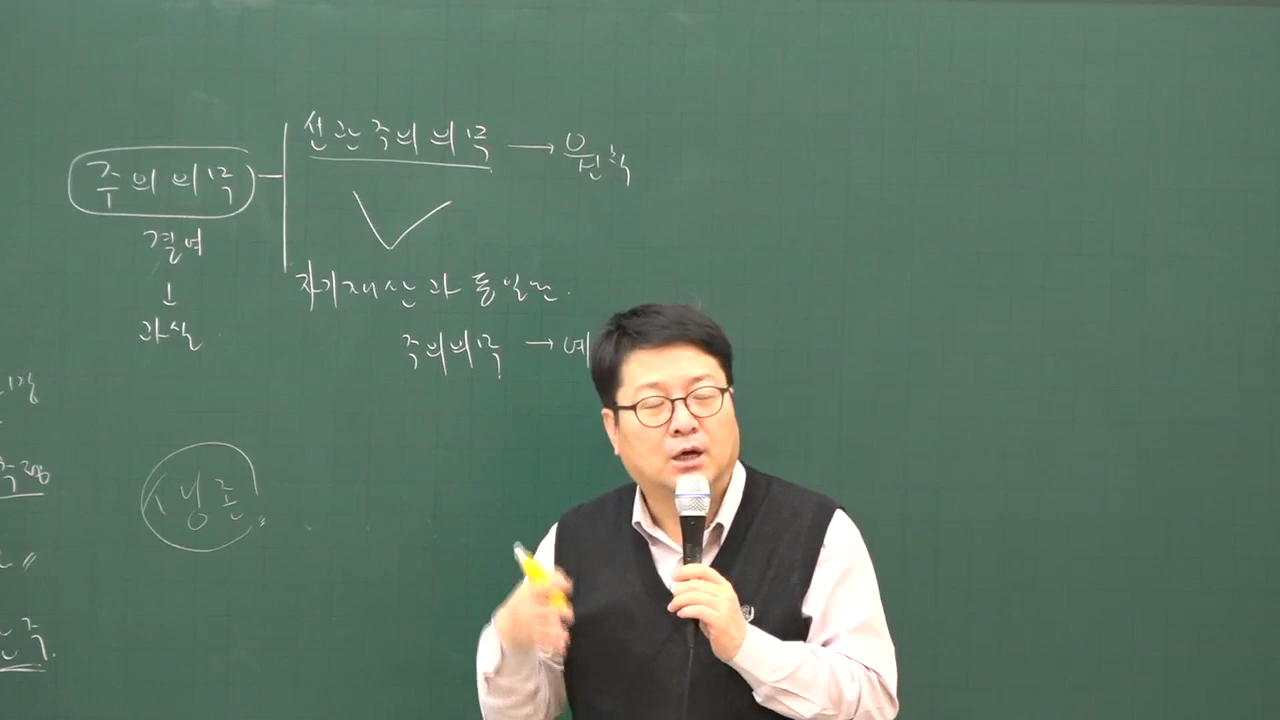 선관주의의무 → 원칙
주의의무
결여
↓
과실
자기재산과 동일한
주의의무 → 예
생존